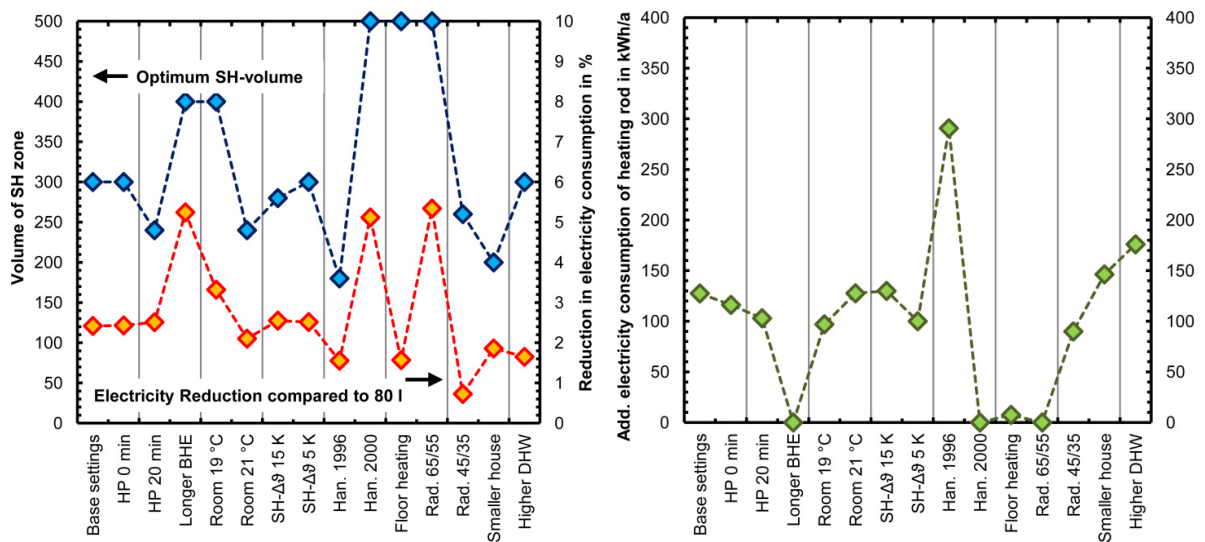 500
450
400
350
300
250
200
150
100
50
0
Volume of SH zone
Optimum SH-volume
Electricity Reduction compared to 80 l
10
9
8
7
6
5
4
3
2
1
0
Reduction in electricity consumption in %
Base settings
HP 0 min
HP 20 min
Longer BHE
Room 19 °C
Room 21 °C
SH-Δϑ 15 K
SH-Δϑ 5 K
Han. 1996
Han. 2000
Floor heating
Rad. 65/55
Rad. 45/35
Smaller house
Higher DHW
Add. electricity consumption of heating rod in kWh/a
400
350
300
250
200
150
100
50
0
400
350
300
250
200
150
100
50
0
Base settings
HP 0 min
HP 20 min
Longer BHE
Room 19 °C
Room 21 °C
SH-Δϑ 15 K
SH-Δϑ 5 K
Han. 1996
Han. 2000
Floor heating
Rad. 65/55
Rad. 45/35
Smaller house
Higher DHW